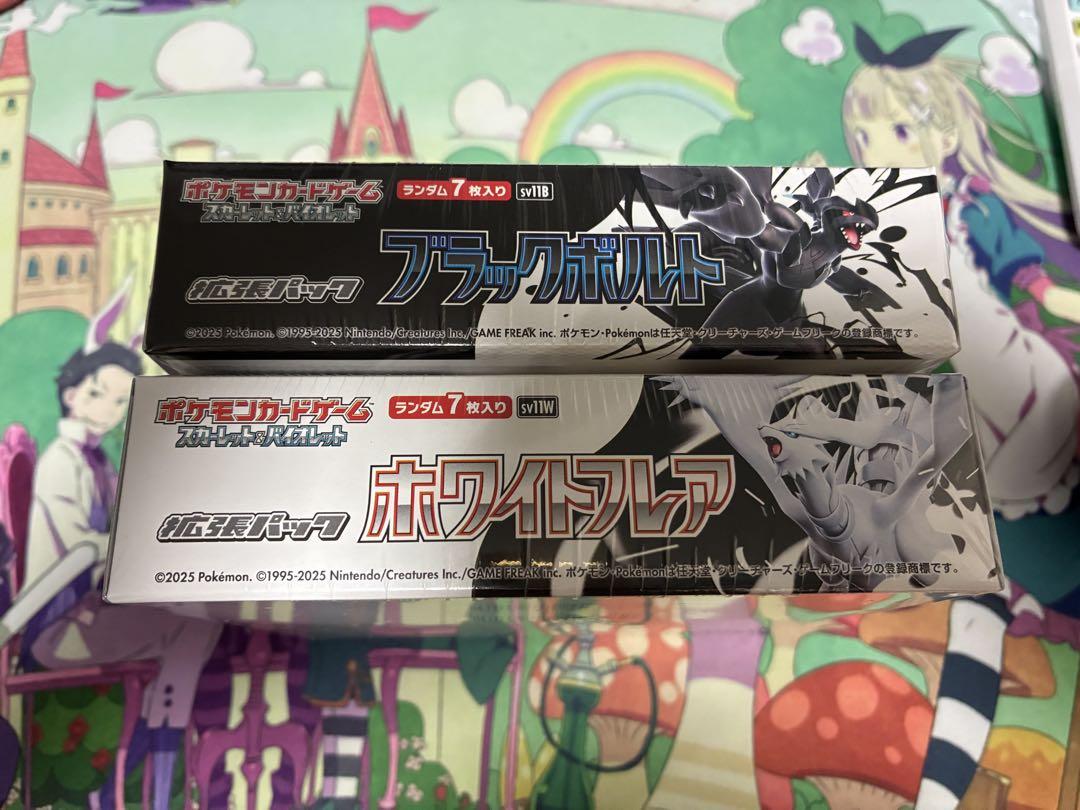 ポケモンカードゲーム
スカーレット&バイオレット
ランダム7枚入り
sv11B
ブラックボルト
拡張パック
©2025 Pokémon. ©1995-2025 Nintendo/Creatures Inc./GAME FREAK inc. ポケモン・Pokémonは任天堂・クリーチャーズ・ゲームフリークの登録商標です。
ポケモンカードゲーム
スカーレット&バイオレット
ランダム7枚入り
sv11W
ホワイトフレア
拡張パック
©2025 Pokémon. ©1995-2025 Nintendo/Creatures Inc./GAME FREAK inc. ポケモン・Pokémonは任天堂・クリーチャーズ・ゲームフリークの登録商標です。